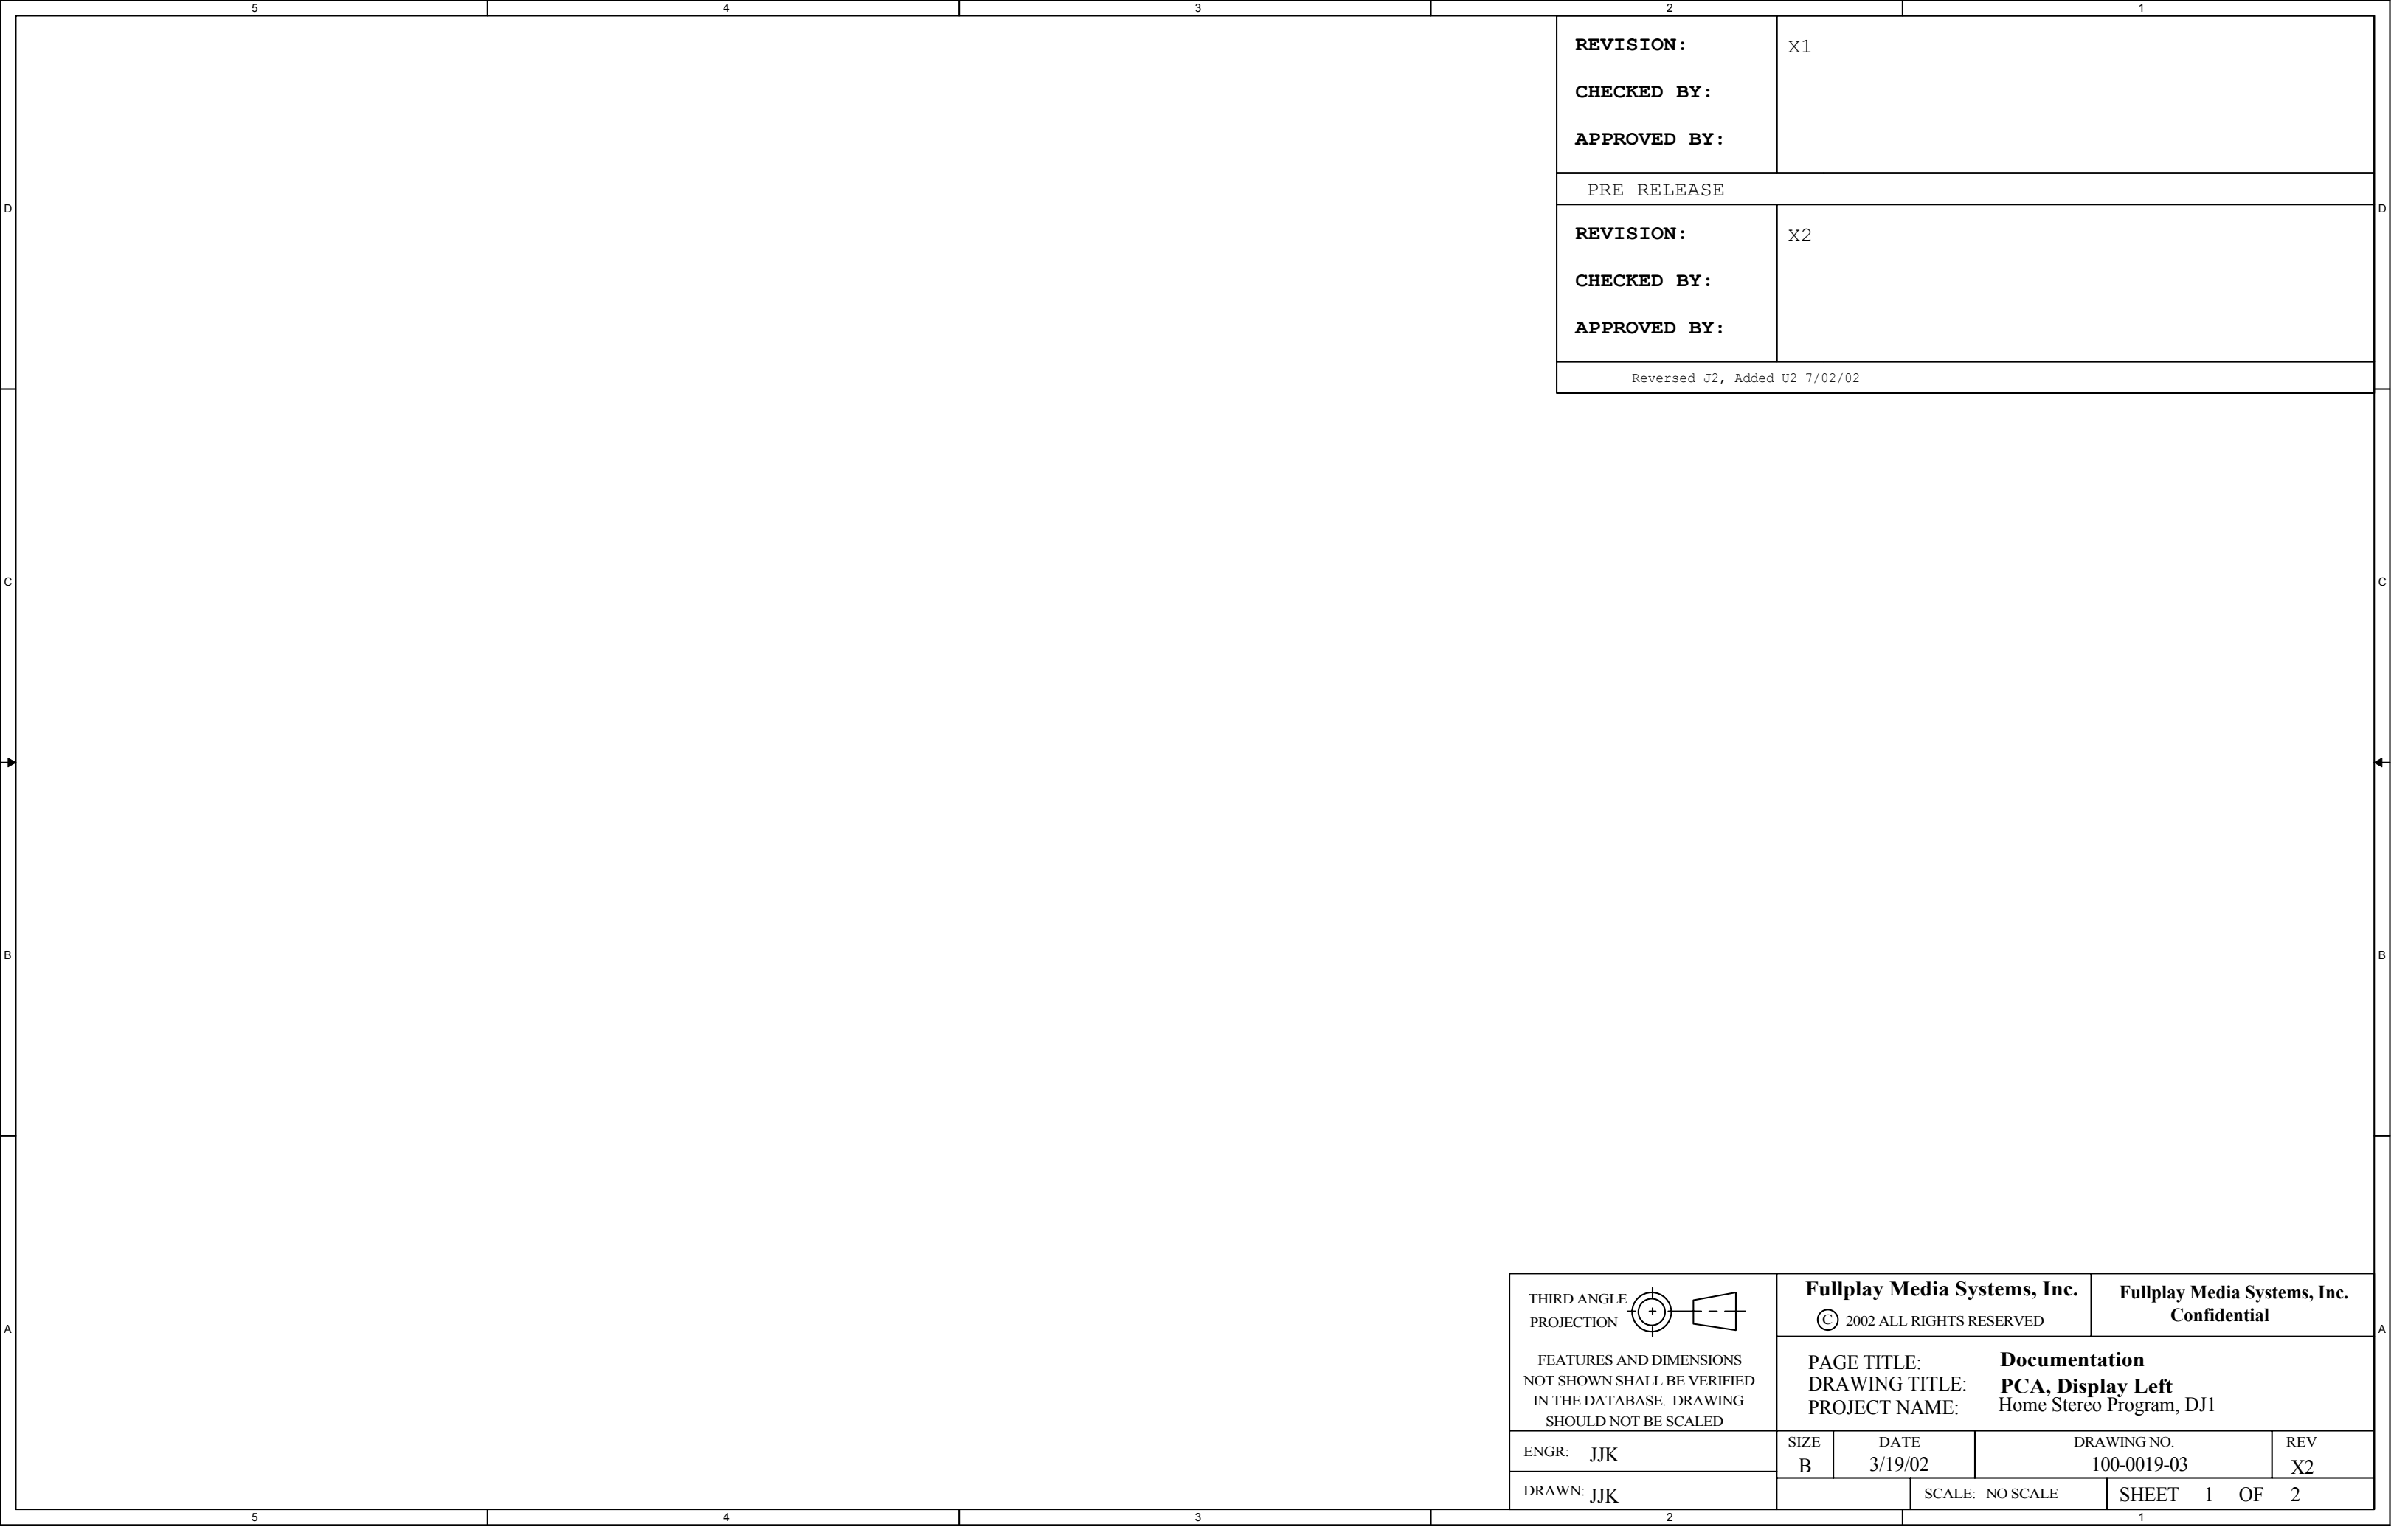 5 4 3 2 1
REVISION: X1
CHECKED BY:
APPROVED BY:
PRE RELEASE
D D
REVISION: X2
CHECKED BY:
APPROVED BY:
Reversed J2, Added U2 7/02/02
C C
B B
A A
THIRD ANGLE
PROJECTION
FEATURES AND DIMENSIONS
NOT SHOWN SHALL BE VERIFIED
IN THE DATABASE. DRAWING
SHOULD NOT BE SCALED
ENGR: JJK
DRAWN: JJK
Fullplay Media Systems, Inc.
© 2002 ALL RIGHTS RESERVED
Fullplay Media Systems, Inc.
Confidential
PAGE TITLE: Documentation
DRAWING TITLE: PCA, Display Left
PROJECT NAME: Home Stereo Program, DJ1
SIZE DATE DRAWING NO. REV
B 3/19/02 100-0019-03 X2
SCALE: NO SCALE SHEET 1 OF 2
5 4 3 2 1